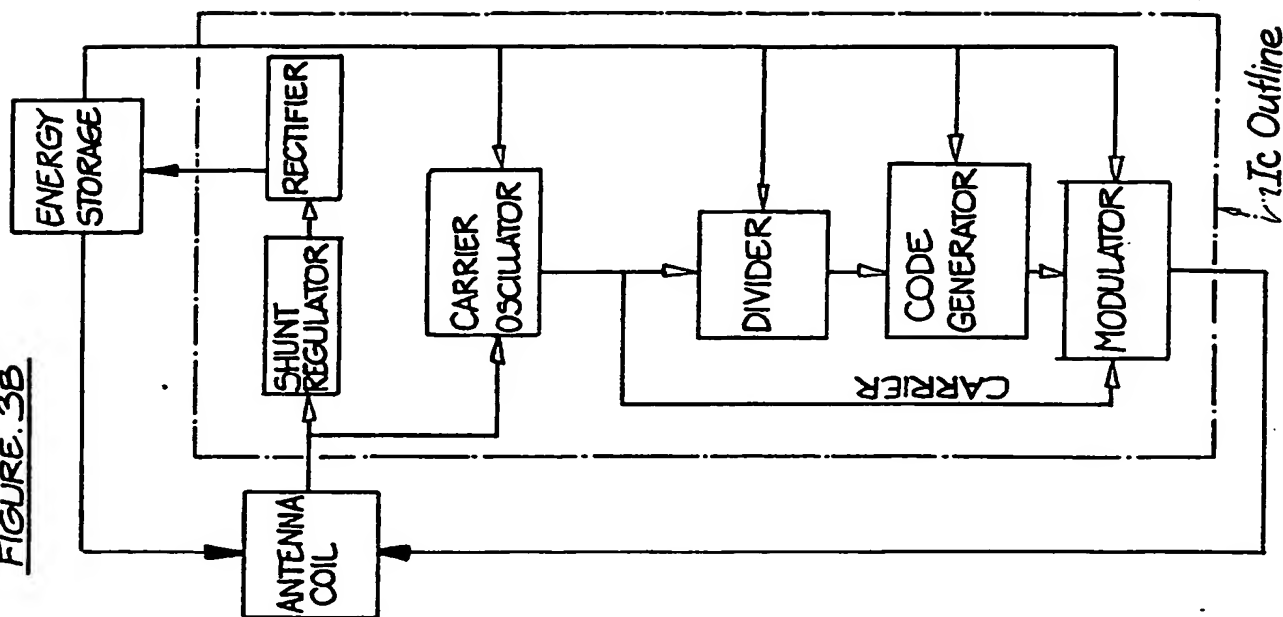 FIGURE. 3B
ENERGY
STORAGE
RECTIFIER
SHUNT
REGULATOR
ANTENNA
COIL
CARRIER
OSCILLATOR
DIVIDER
CARRIER
CODE
GENERATOR
MODULATOR
Ic Outline